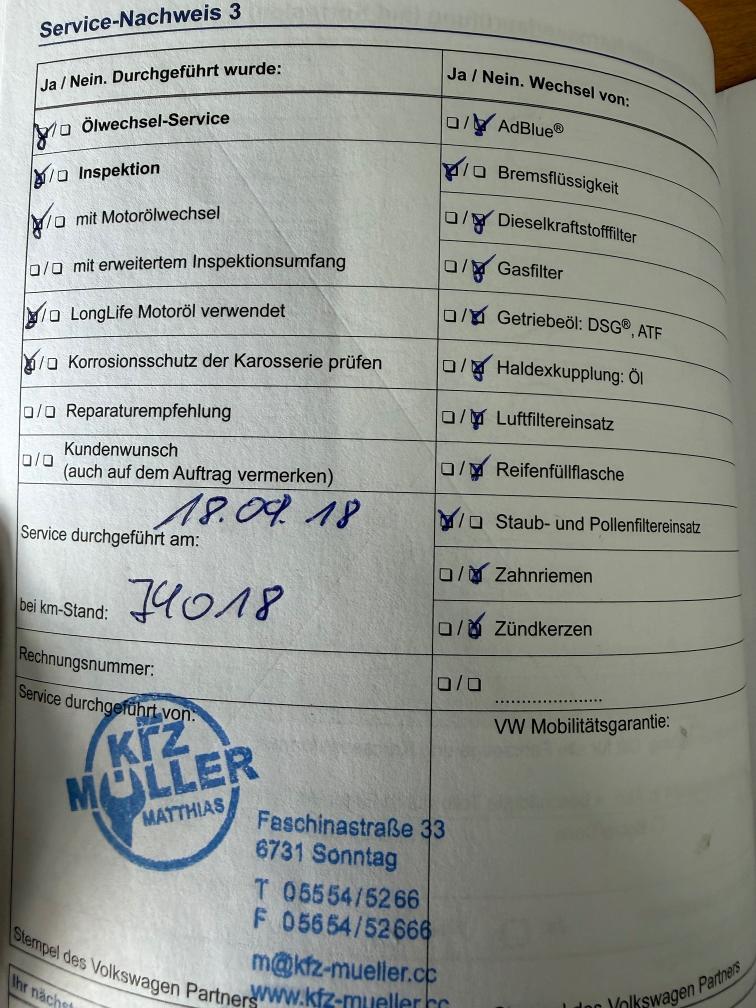 Service-Nachweis 3
Ja / Nein. Durchgeführt wurde:
Ölwechsel-Service
Inspektion
mit Motorölwechsel
mit erweitertem Inspektionsumfang
LongLife Motoröl verwendet
Korrosionsschutz der Karosserie prüfen
Reparaturempfehlung
Kundenwunsch
(auch auf dem Auftrag vermerken)
18.09.18
Service durchgeführt am:
bei km-Stand: 74018
Rechnungsnummer:
Service durchgeführt von:
Ja / Nein. Wechsel von:
AdBlue®
Bremsflüssigkeit
Dieselkraftstofffilter
Gasfilter
Getriebeöl: DSG®, ATF
Haldexkupplung: Öl
Luftfiltereinsatz
Reifenfüllflasche
Staub- und Pollenfiltereinsatz
Zahnriemen
Zündkerzen
VW Mobilitätsgarantie:
Kfz
MÜLLER
MATTHIAS
Faschinastraße 33
6731 Sonntag
T 05554/5266
F 05554/52666
m@kfz-mueller.cc
www.kfz-mueller.cc
Stempel des Volkswagen Partners
des Volkswagen Partners
Ihr nächs